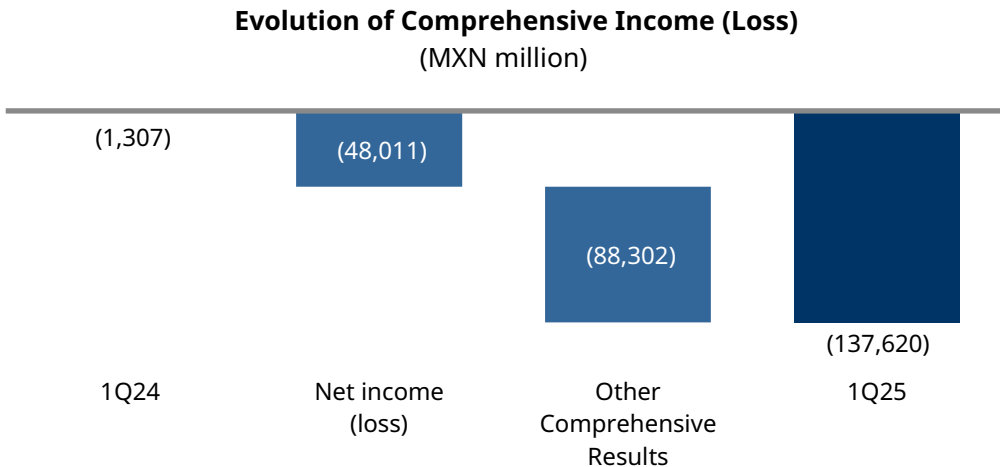 Evolution of Comprehensive Income (Loss)
(MXN million)
(1,307)
(48,011)
(88,302)
(137,620)
1Q24
Net income
(loss)
Other
Comprehensive
Results
1Q25